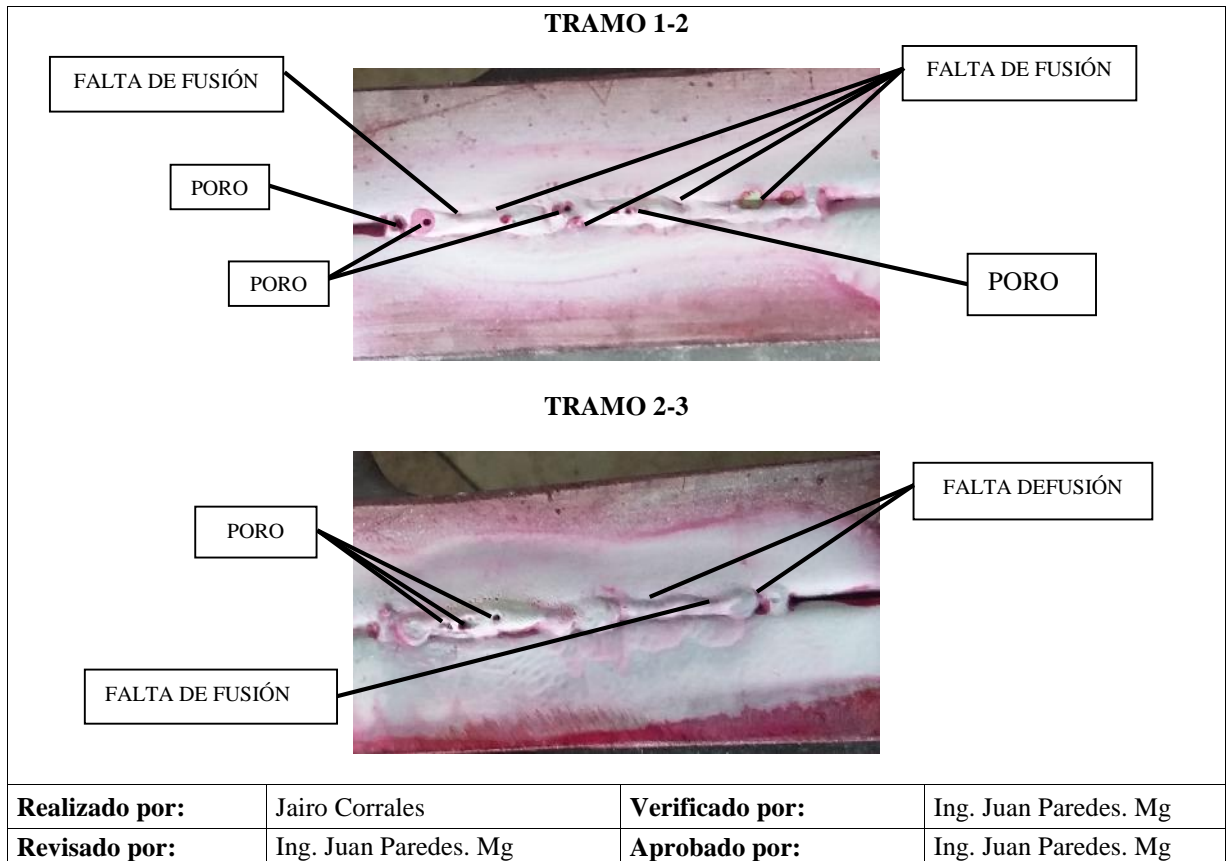 TRAMO 1-2
FALTA DE FUSIÓN
FALTA DE FUSIÓN
PORO
PORO
PORO
TRAMO 2-3
FALTA DEFUSIÓN
PORO
FALTA DE FUSIÓN
Realizado por: Jairo Corrales Verificado por: Ing. Juan Paredes. Mg
Revisado por: Ing. Juan Paredes. Mg Aprobado por: Ing. Juan Paredes. Mg